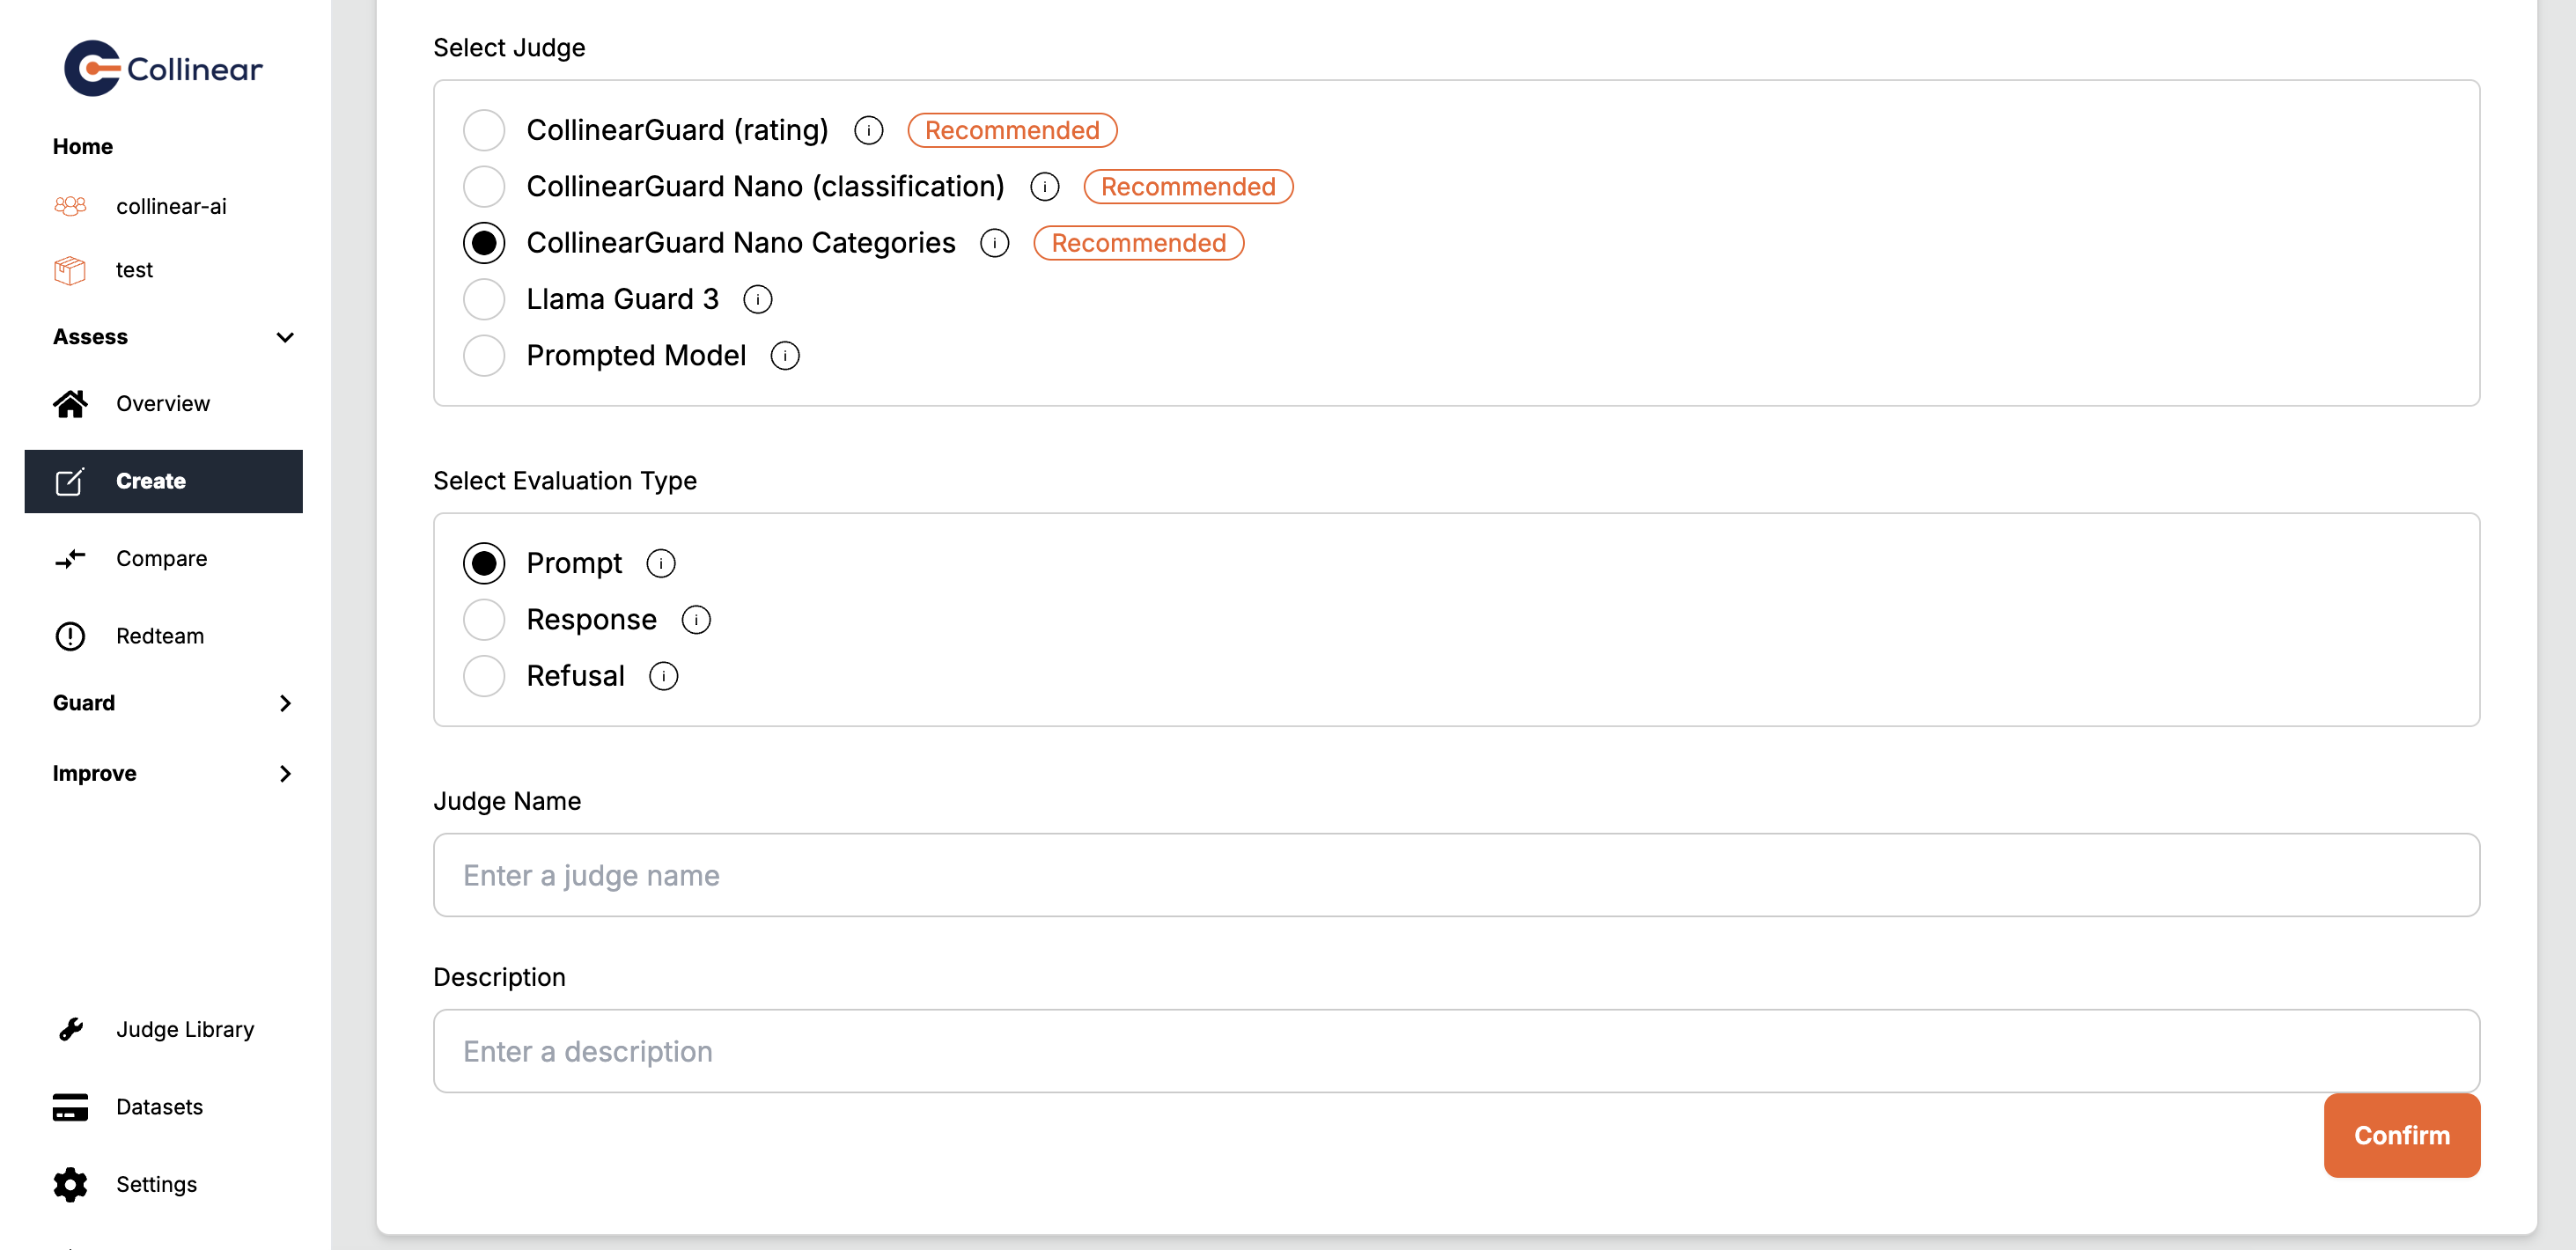 Collinear
Home
collinear-ai
test
Assess
Overview
Create
Compare
Redteam
Guard
Improve
Judge Library
Datasets
Settings
Select Judge
CollinearGuard (rating) i Recommended
CollinearGuard Nano (classification) i Recommended
CollinearGuard Nano Categories i Recommended
Llama Guard 3 i
Prompted Model i
Select Evaluation Type
Prompt i
Response i
Refusal i
Judge Name
Enter a judge name
Description
Enter a description
Confirm